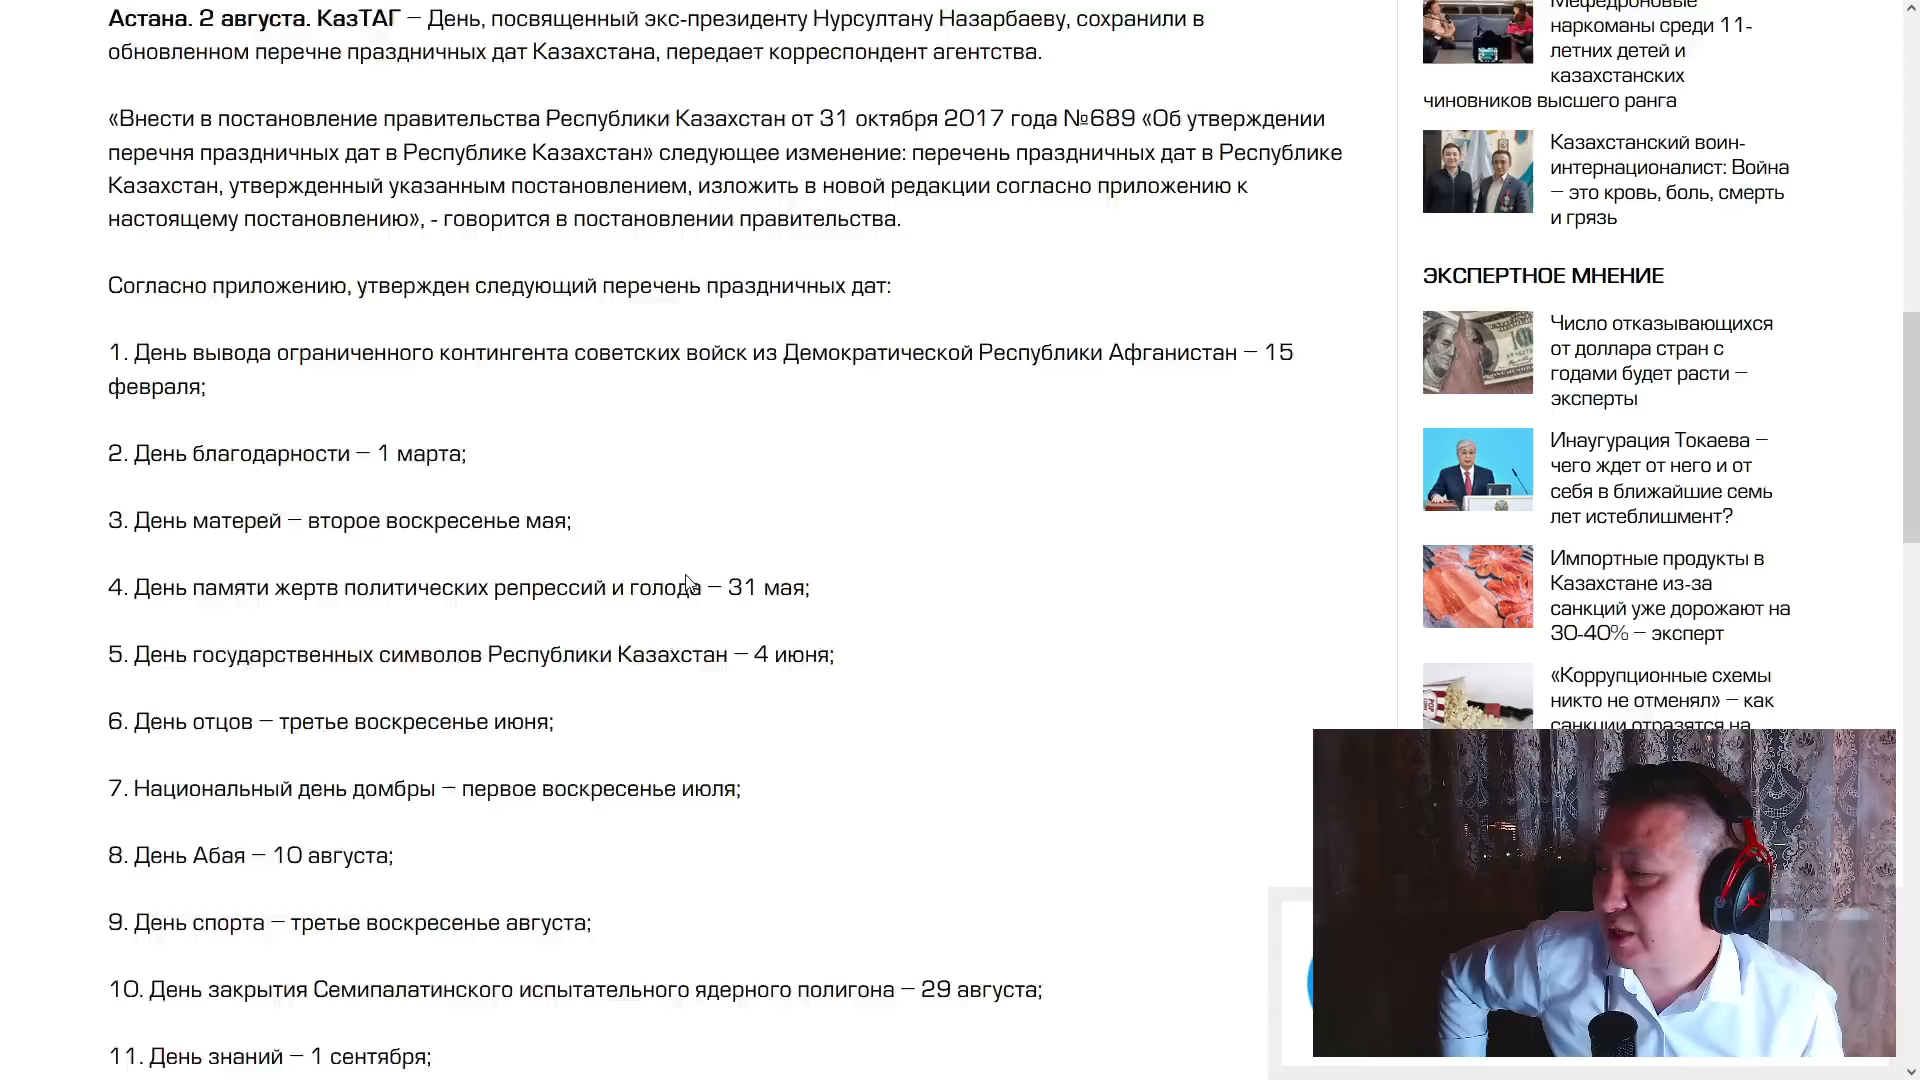 Астана. 2 августа. КазТАГ – День, посвященный экс-президенту Нурсултану Назарбаеву, сохранили в
обновленном перечне праздничных дат Казахстана, передает корреспондент агентства.
«Внести в постановление правительства Республики Казахстан от 31 октября 2017 года №689 «Об утверждении
перечня праздничных дат в Республике Казахстан» следующее изменение: перечень праздничных дат в Республике
Казахстан, утвержденный указанным постановлением, изложить в новой редакции согласно приложению к
настоящему постановлению», - говорится в постановлении правительства.
Согласно приложению, утвержден следующий перечень праздничных дат:
1. День вывода ограниченного контингента советских войск из Демократической Республики Афганистан – 15
февраля;
2. День благодарности – 1 марта;
3. День матерей – второе воскресенье мая;
4. День памяти жертв политических репрессий и голода – 31 мая;
5. День государственных символов Республики Казахстан – 4 июня;
6. День отцов – третье воскресенье июня;
7. Национальный день домбры – первое воскресенье июля;
8. День Абая – 10 августа;
9. День спорта – третье воскресенье августа;
10. День закрытия Семипалатинского испытательного ядерного полигона – 29 августа;
11. День знаний – 1 сентября;
Мефедроновые
наркоманы среди 11-
летних детей и
казахстанских
чиновников высшего ранга
Казахстанский воин-
интернационалист: Война
– это кровь, боль, смерть
и грязь
ЭКСПЕРТНОЕ МНЕНИЕ
Число отказывающихся
от доллара стран с
годами будет расти –
эксперты
Инаугурация Токаева –
чего ждет от него и от
себя в ближайшие семь
лет истеблишмент?
Импортные продукты в
Казахстане из-за
санкций уже дорожают на
30-40% – эксперт
«Коррупционные схемы
никто не отменял» – как
санкции отразятся на